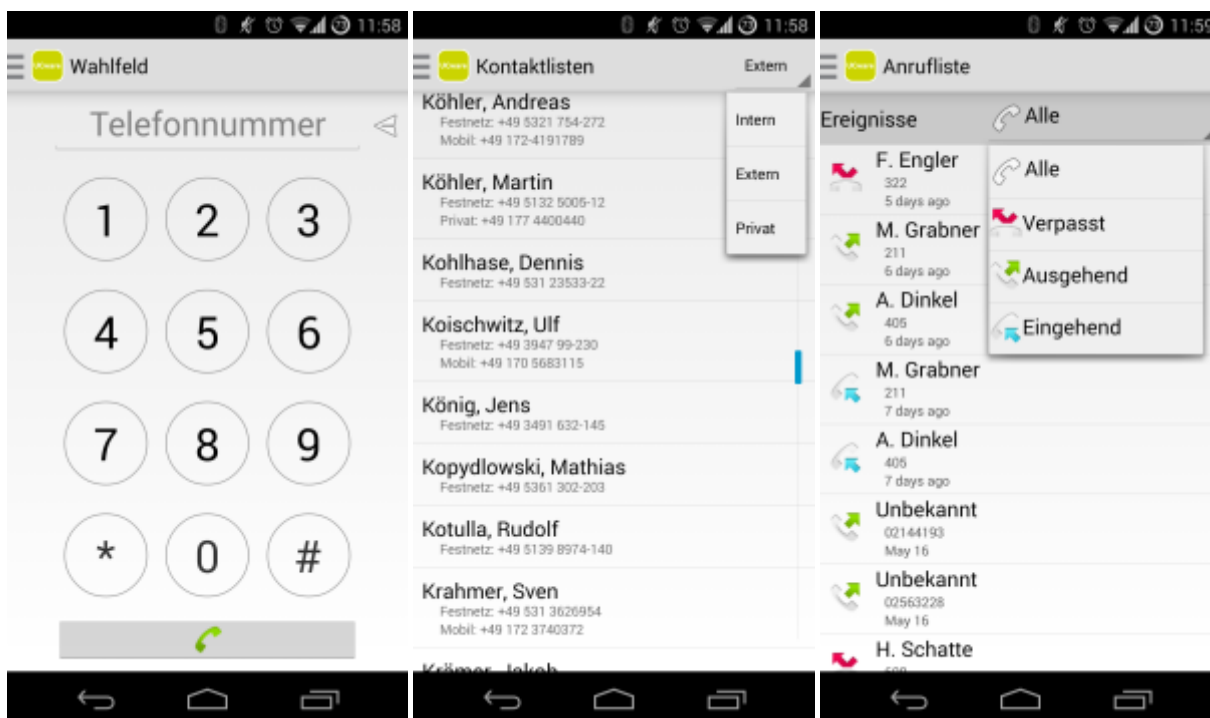 11:58
Wahlfeld
Telefonnummer
1 2 3
4 5 6
7 8 9
* 0 #
11:58
Kontaktlisten
Extern
Köhler, Andreas
Festnetz: +49 5321 754-272
Mobil: +49 172-4191789
Köhler, Martin
Festnetz: +49 5132 5005-12
Privat: +49 177 4400440
Kohlhase, Dennis
Festnetz: +49 531 23533-22
Koischwitz, Ulf
Festnetz: +49 3947 99-230
Mobil: +49 170 5683115
König, Jens
Festnetz: +49 3491 632-145
Kopydlowski, Mathias
Festnetz: +49 5361 302-203
Kotulla, Rudolf
Festnetz: +49 5139 8974-140
Krahmer, Sven
Festnetz: +49 531 3626954
Mobil: +49 172 3740372
Krämer, Jakob
Intern
Extern
Privat
11:59
Anrufliste
Ereignisse
Alle
F. Engler
322
5 days ago
M. Grabner
211
6 days ago
A. Dinkel
405
6 days ago
M. Grabner
211
7 days ago
A. Dinkel
405
7 days ago
Unbekannt
02144193
May 16
Unbekannt
02563228
May 16
H. Schatte
Alle
Verpasst
Ausgehend
Eingehend